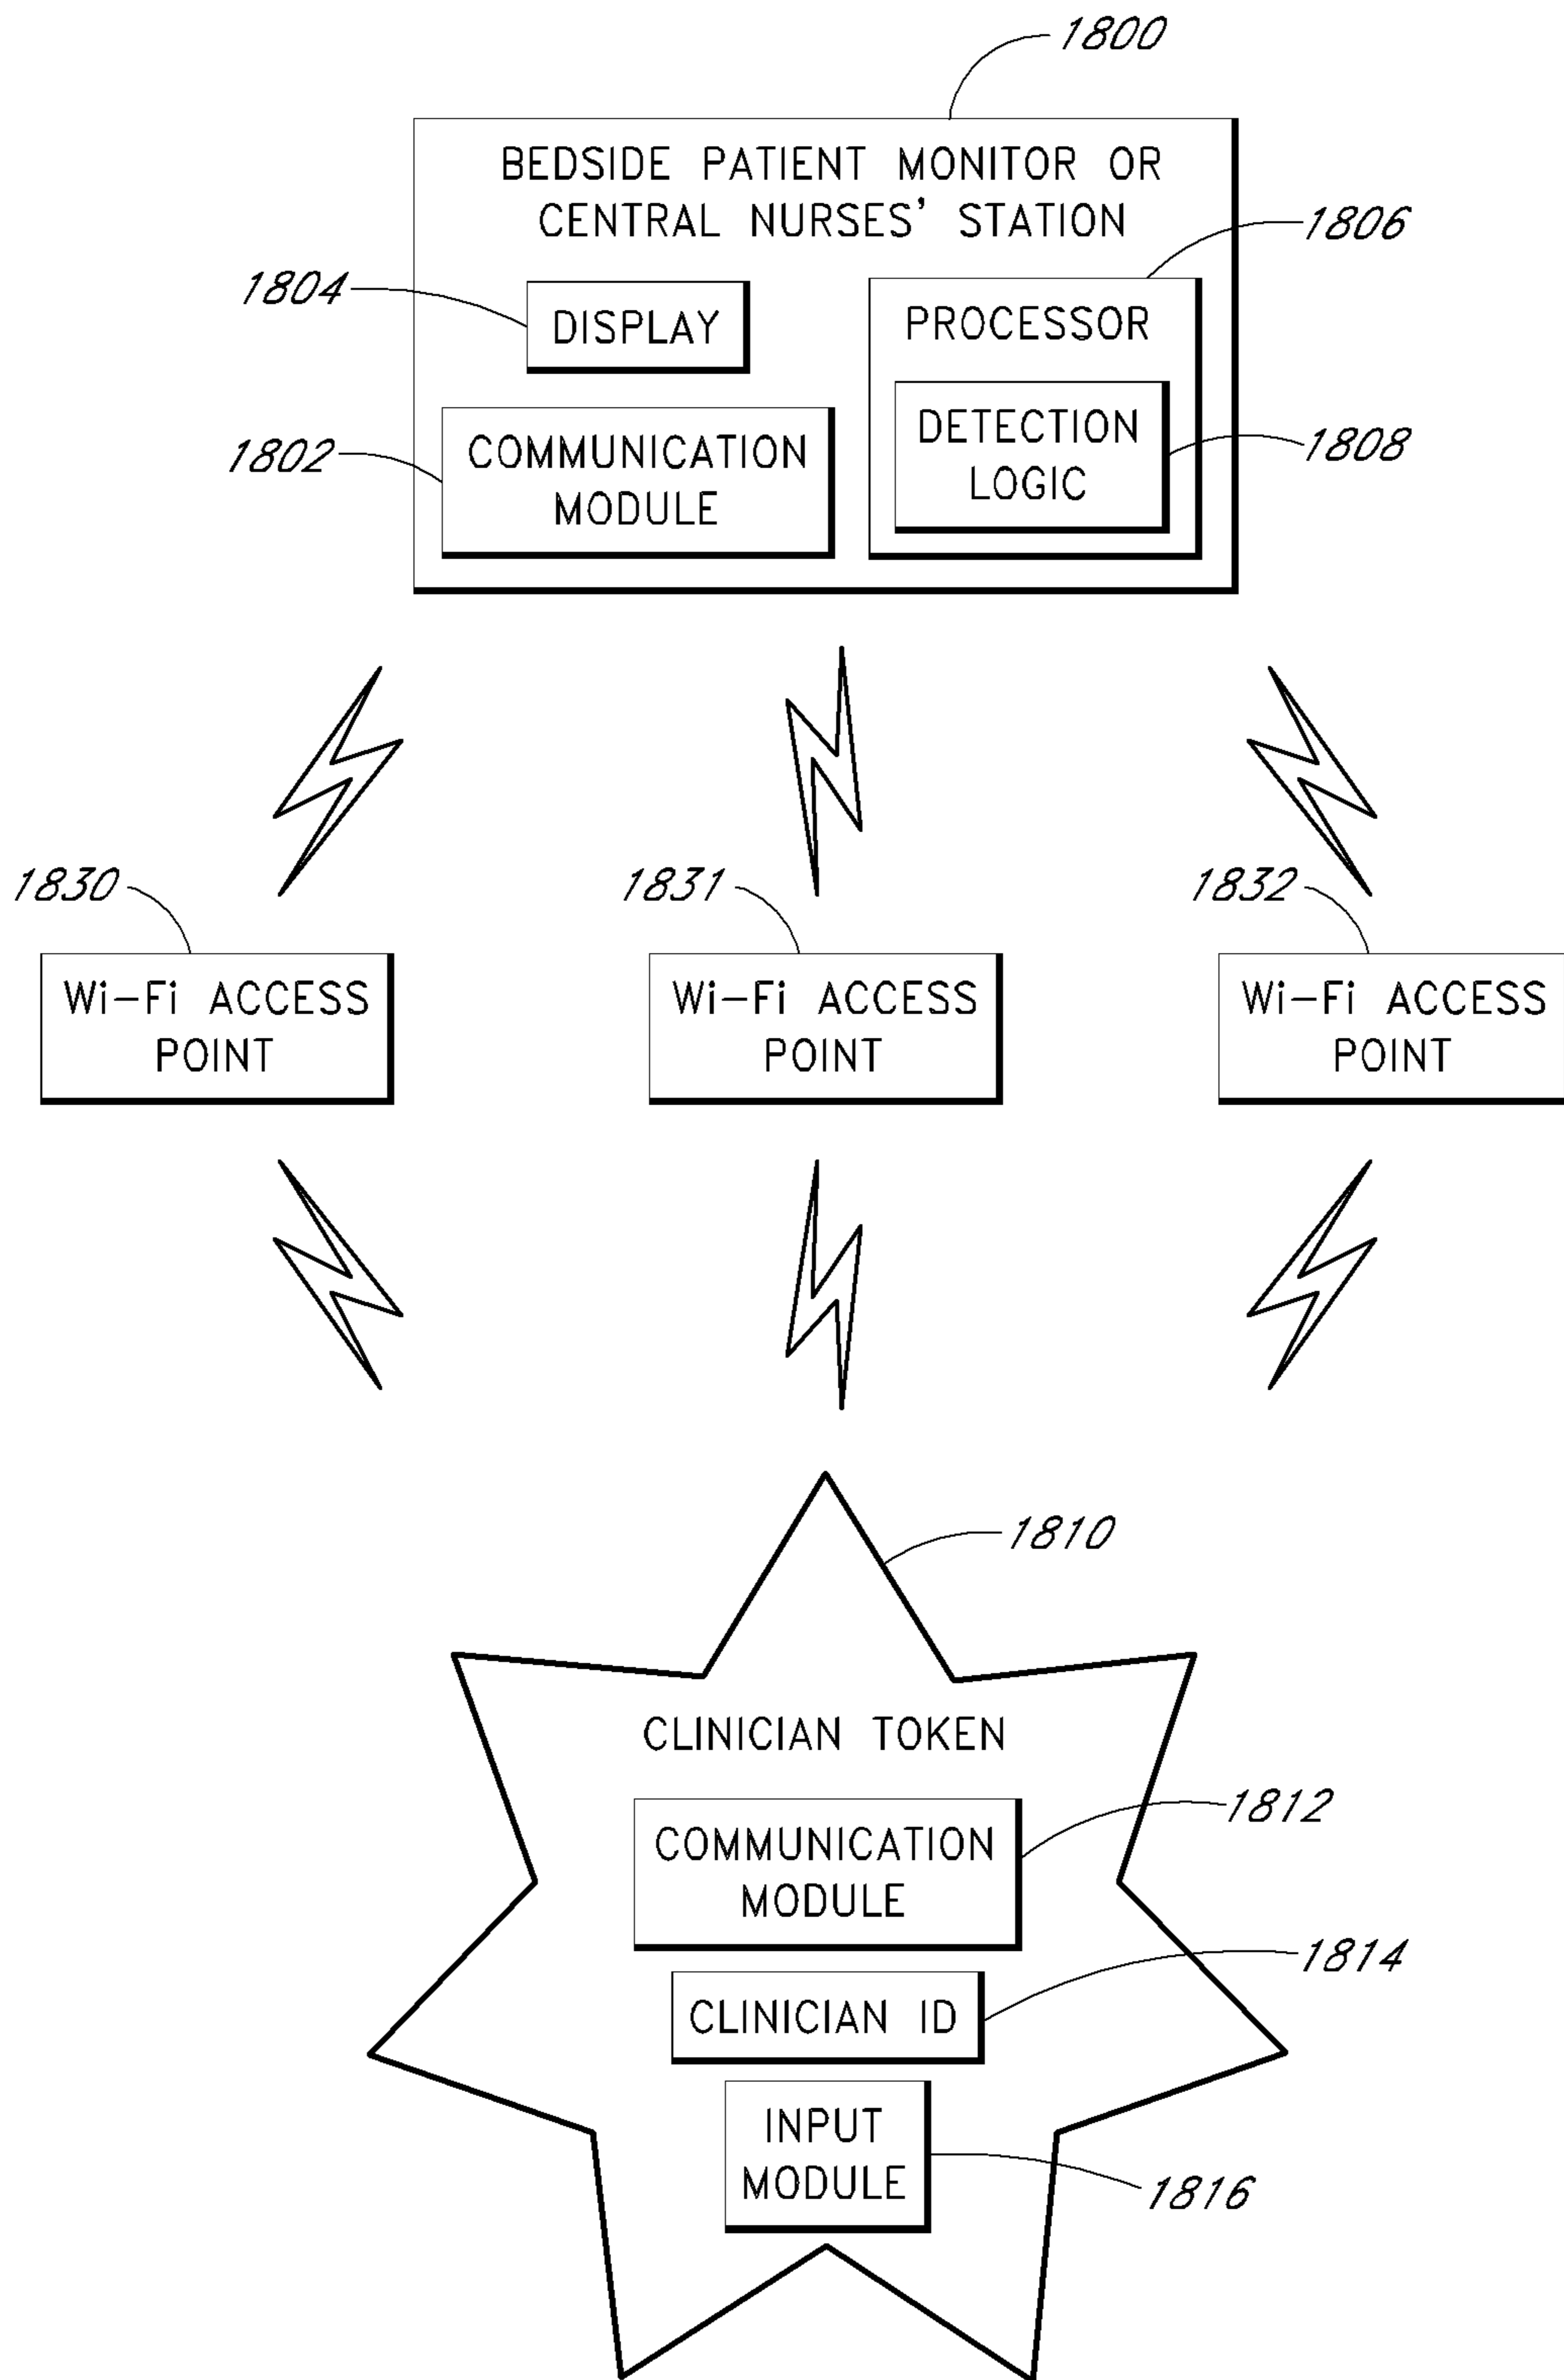 1800
BEDSIDE PATIENT MONITOR OR
CENTRAL NURSES' STATION
1806
1804
DISPLAY
PROCESSOR
1802
COMMUNICATION
MODULE
DETECTION
LOGIC
1808
1830
1831
1832
Wi-Fi ACCESS
POINT
Wi-Fi ACCESS
POINT
Wi-Fi ACCESS
POINT
1810
CLINICIAN TOKEN
1812
COMMUNICATION
MODULE
1814
CLINICIAN ID
INPUT
MODULE
1816